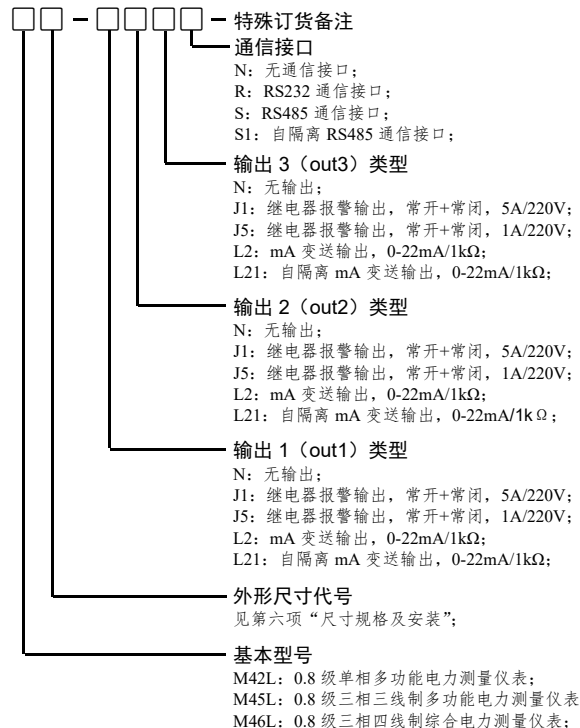 □□-□□□□-特殊订货备注
通信接口
N：无通信接口；
R：RS232 通信接口；
S：RS485 通信接口；
S1：自隔离 RS485 通信接口；
输出 3（out3）类型
N：无输出；
J1：继电器报警输出，常开+常闭，5A/220V；
J5：继电器报警输出，常开+常闭，1A/220V；
L2：mA 变送输出，0-22mA/1kΩ；
L21：自隔离 mA 变送输出，0-22mA/1kΩ；
输出 2（out2）类型
N：无输出；
J1：继电器报警输出，常开+常闭，5A/220V；
J5：继电器报警输出，常开+常闭，1A/220V；
L2：mA 变送输出，0-22mA/1kΩ；
L21：自隔离 mA 变送输出，0-22mA/1kΩ；
输出 1（out1）类型
N：无输出；
J1：继电器报警输出，常开+常闭，5A/220V；
J5：继电器报警输出，常开+常闭，1A/220V；
L2：mA 变送输出，0-22mA/1kΩ；
L21：自隔离 mA 变送输出，0-22mA/1kΩ；
外形尺寸代号
见第六项“尺寸规格及安装”；
基本型号
M42L：0.8 级单相多功能电力测量仪表；
M45L：0.8 级三相三线制多功能电力测量仪表
M46L：0.8 级三相四线制综合电力测量仪表；